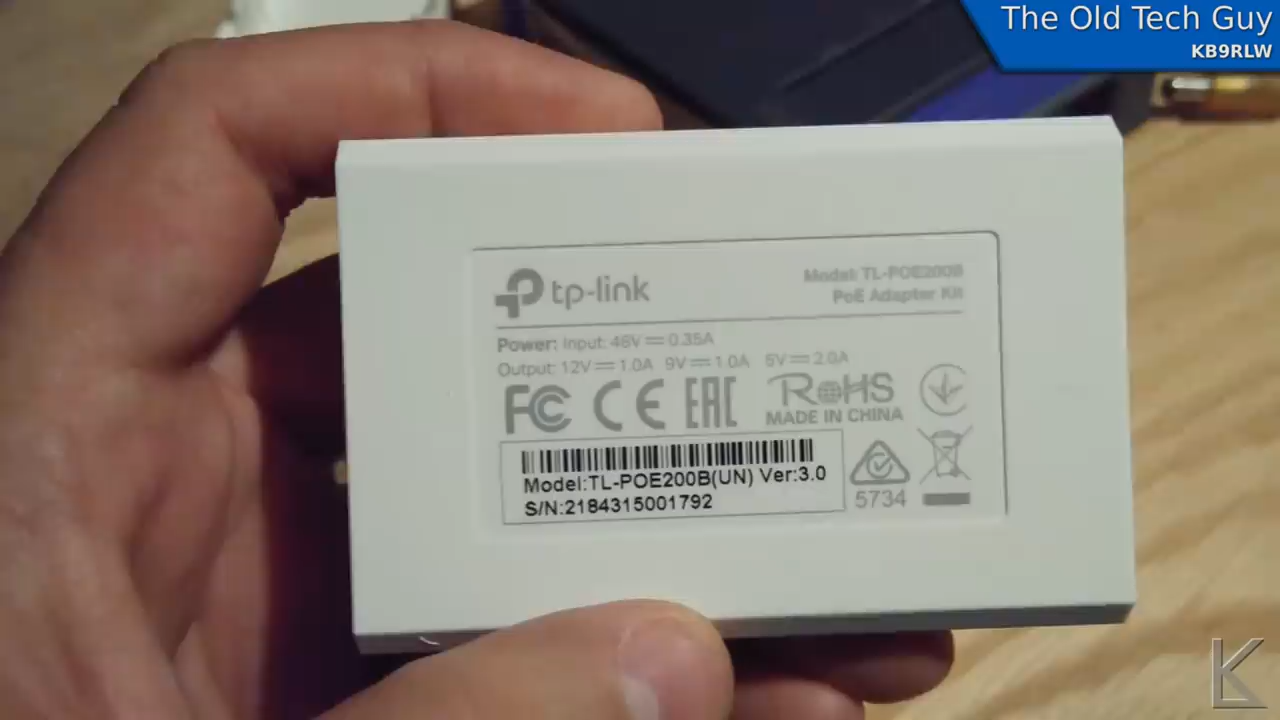 The Old Tech Guy
KB9RLW
tp-link
Model: TL-POE200B
PoE Adapter Kit
Power: Input: 48V⎓0.35A
Output: 12V⎓1.0A 9V⎓1.0A 5V⎓2.0A
FC CE EAC RoHS
MADE IN CHINA
Model:TL-POE200B(UN) Ver:3.0
S/N:2184315001792
5734